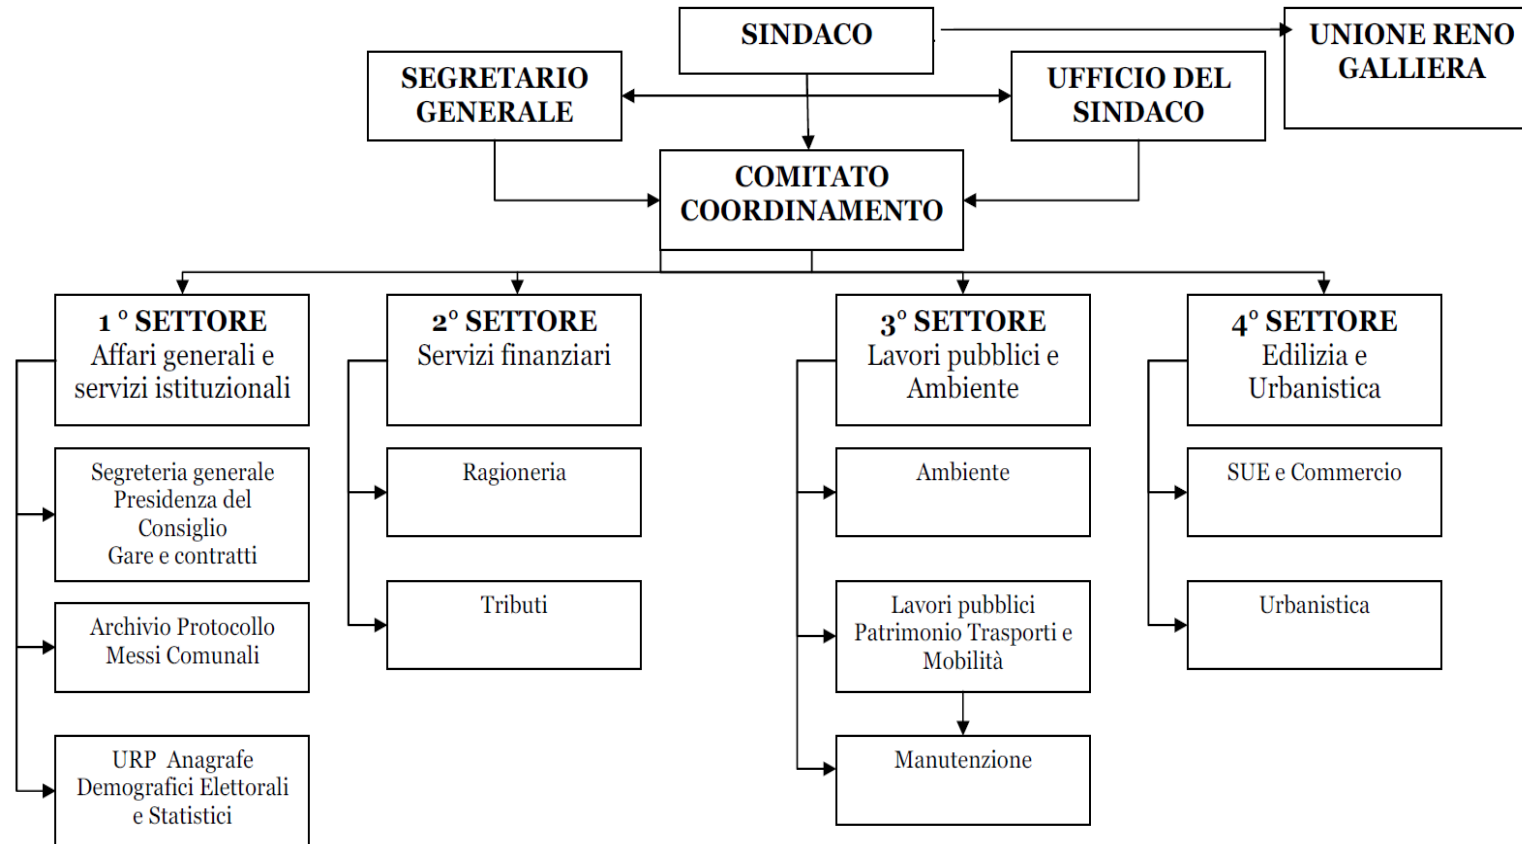 SINDACO
UNIONE RENO
GALLIERA
SEGRETARIO
GENERALE
UFFICIO DEL
SINDACO
COMITATO
COORDINAMENTO
1 ° SETTORE
Affari generali e
servizi istituzionali
2° SETTORE
Servizi finanziari
3° SETTORE
Lavori pubblici e
Ambiente
4° SETTORE
Edilizia e
Urbanistica
Segreteria generale
Presidenza del
Consiglio
Gare e contratti
Ragioneria
Ambiente
SUE e Commercio
Archivio Protocollo
Messi Comunali
Tributi
Lavori pubblici
Patrimonio Trasporti e
Mobilità
Urbanistica
URP Anagrafe
Demografici Elettorali
e Statistici
Manutenzione